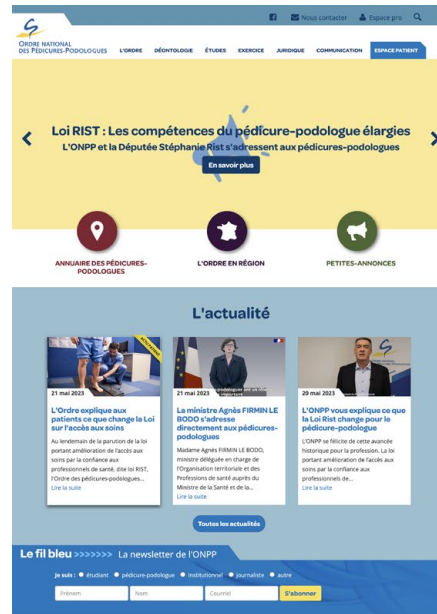 Nous contacter
Espace pro
ORDRE NATIONAL
DES PÉDICURES-PODOLOGUES
L'ORDRE
DÉONTOLOGIE
ÉTUDES
EXERCICE
JURIDIQUE
COMMUNICATION
ESPACE PATIENT
Loi RIST : Les compétences du pédicure-podologue élargies
L'ONPP et la Députée Stéphanie Rist s'adressent aux pédicures-podologues
En savoir plus
ANNUAIRE DES PÉDICURES-
PODOLOGUES
L'ORDRE EN RÉGION
PETITES-ANNONCES
L'actualité
21 mai 2023
L'Ordre explique aux
patients ce que change la Loi
sur l'accès aux soins
Au lendemain de la parution de la loi
portant amélioration de l'accès aux
soins par la confiance aux
professionnels de santé, dite loi RIST,
l'Ordre des pédicures-podologues...
Lire la suite
21 mai 2023
La ministre Agnès FIRMIN LE
BODO s'adresse
directement aux pédicures-
podologues
Madame Agnès FIRMIN LE BODO,
ministre déléguée en charge de
l'Organisation territoriale et des
Professions de santé auprès du
Ministre de la Santé et de la...
Lire la suite
20 mai 2023
L'ONPP vous explique ce que
la Loi Rist change pour le
pédicure-podologue
L'ONPP se félicite de cette avancée
historique pour la profession. La loi
portant amélioration de l'accès aux
soins par la confiance aux
professionnels de...
Lire la suite
Toutes les actualités
Le fil bleu >>>>>>> La newsletter de l'ONPP
Je suis : étudiant pédicure-podologue institutionnel journaliste autre
Prénom
Nom
Courriel
S'abonner